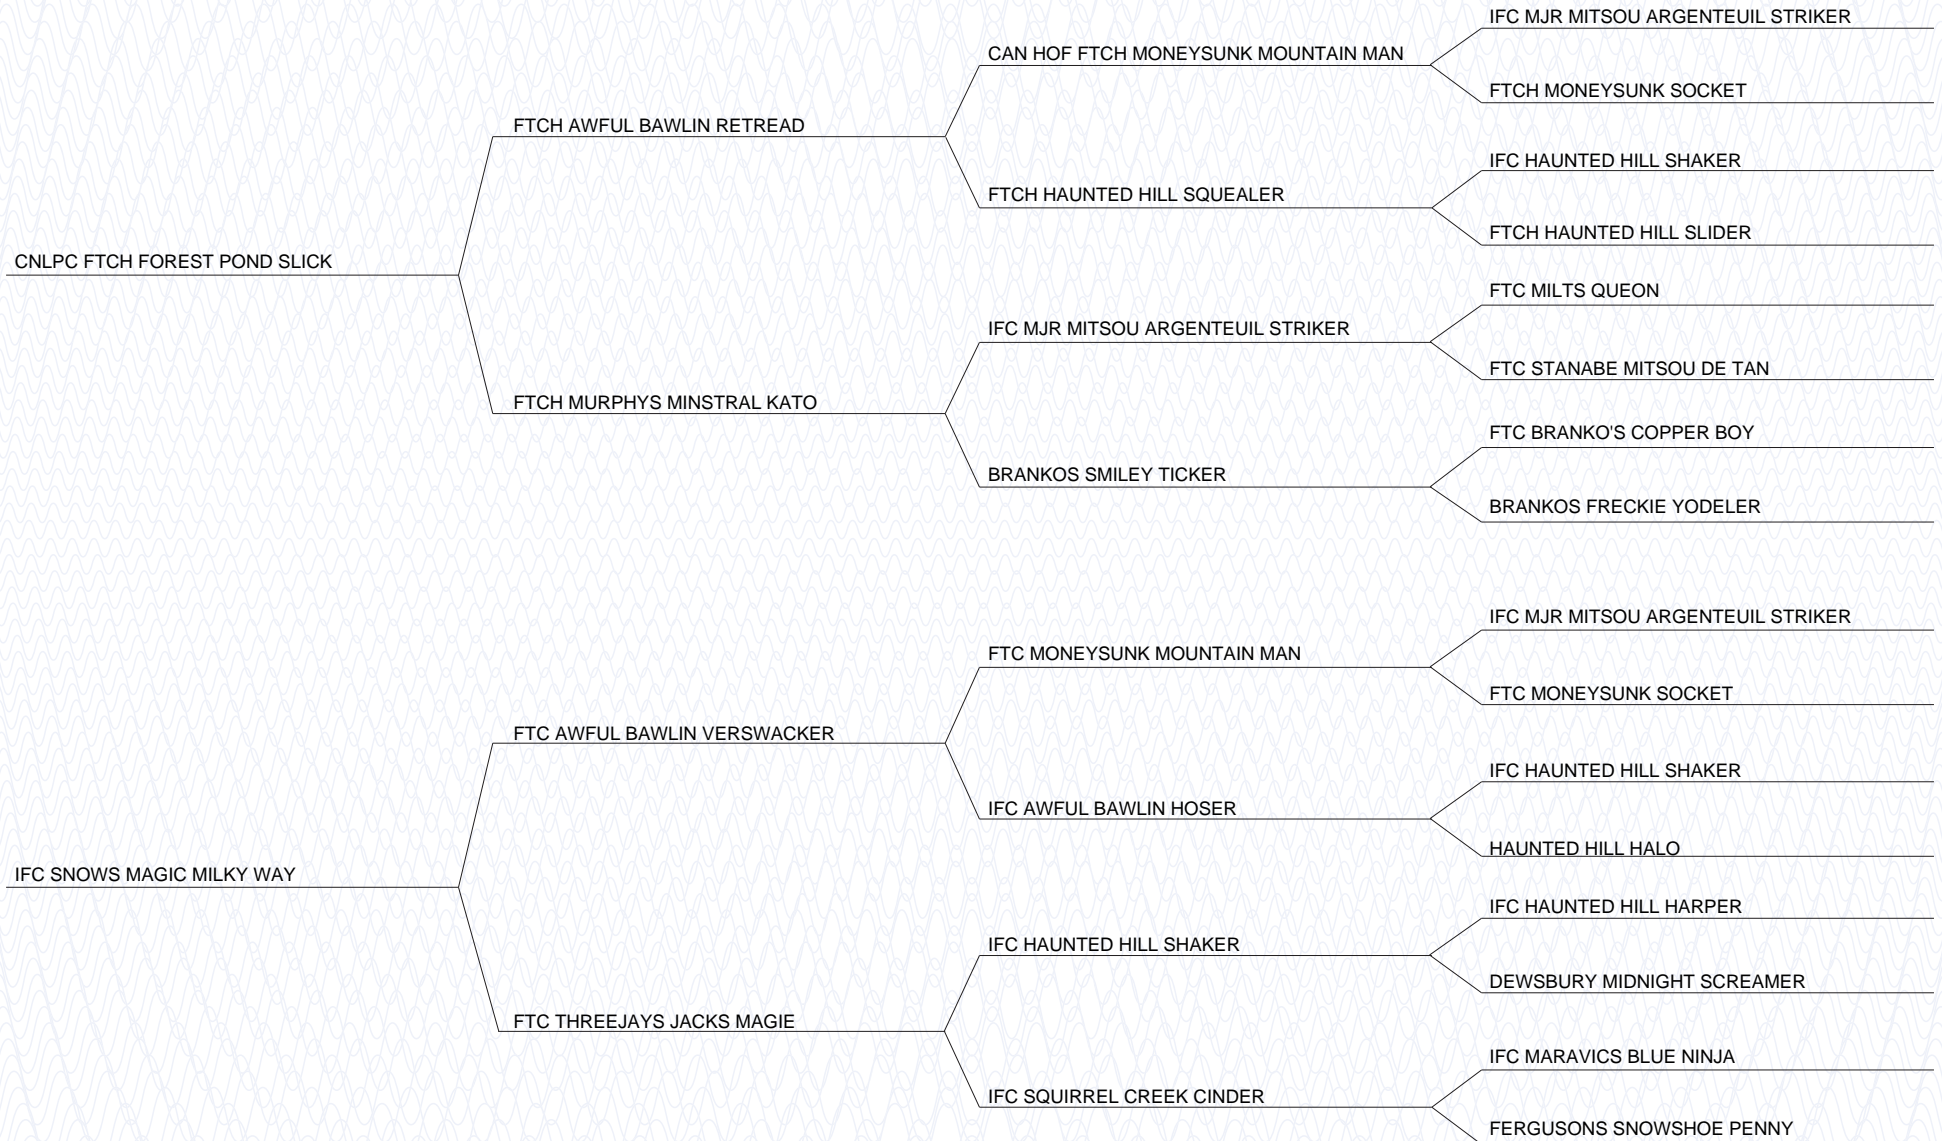 IFC MJR MITSOU ARGENTEUIL STRIKER
CAN HOF FTCH MONEYSUNK MOUNTAIN MAN
FTCH MONEYSUNK SOCKET
FTCH AWFUL BAWLIN RETREAD
IFC HAUNTED HILL SHAKER
FTCH HAUNTED HILL SQUEALER
FTCH HAUNTED HILL SLIDER
CNLPC FTCH FOREST POND SLICK
FTC MILTS QUEON
IFC MJR MITSOU ARGENTEUIL STRIKER
FTC STANABE MITSOU DE TAN
FTCH MURPHYS MINSTRAL KATO
FTC BRANKO'S COPPER BOY
BRANKOS SMILEY TICKER
BRANKOS FRECKIE YODELER
IFC MJR MITSOU ARGENTEUIL STRIKER
FTC MONEYSUNK MOUNTAIN MAN
FTC MONEYSUNK SOCKET
FTC AWFUL BAWLIN VERSWACKER
IFC HAUNTED HILL SHAKER
IFC AWFUL BAWLIN HOSER
HAUNTED HILL HALO
IFC SNOWS MAGIC MILKY WAY
IFC HAUNTED HILL HARPER
IFC HAUNTED HILL SHAKER
DEWSBURY MIDNIGHT SCREAMER
FTC THREEJAYS JACKS MAGIE
IFC MARAVICS BLUE NINJA
IFC SQUIRREL CREEK CINDER
FERGUSONS SNOWSHOE PENNY